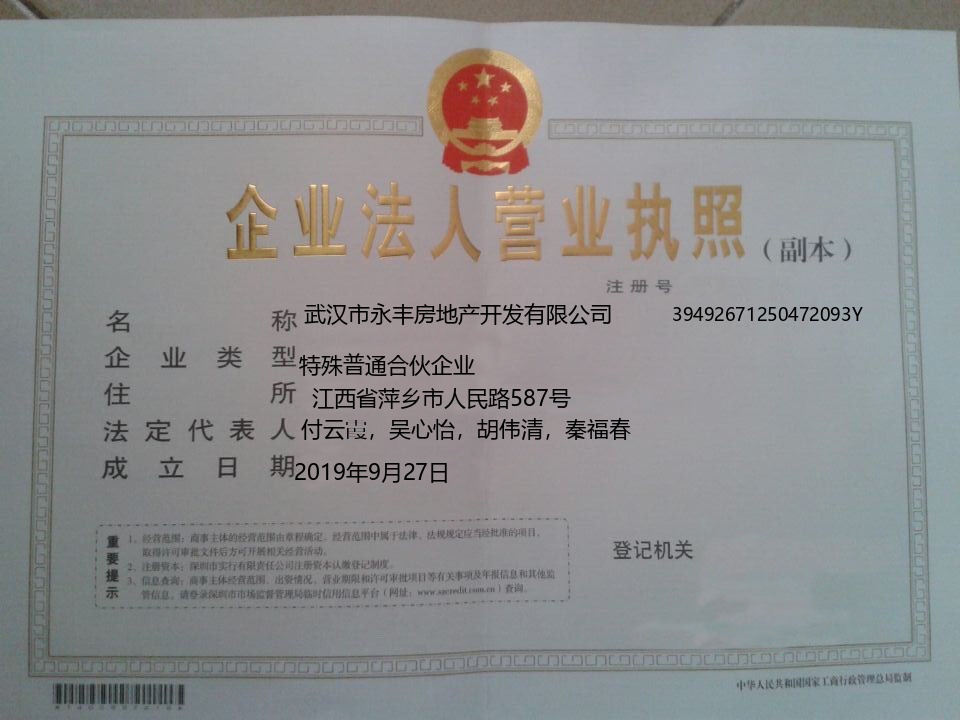 企业法人营业执照（副本）
注册号
名称 武汉市永丰房地产开发有限公司 39492671250472093Y
企业类型 特殊普通合伙企业
住所 江西省萍乡市人民路587号
法定代表人 付云霞，吴心怡，胡伟清，秦福春
成立日期 2019年9月27日
重要提示
1、经营范围：商事主体的经营范围由章程确定。经营范围中属于法律、法规规定应当经批准的项目，
取得许可审批文件后方可开展相关经营活动。
2、注册资本：深圳市实行有限责任公司注册资本认缴登记制度。
3、信息查询：商事主体经营范围、出资情况、营业期限和许可审批项目等有关事项及年报信息和其他监
管信息，请登录深圳市市场监督管理局临时信用信息平台（网址：www.szcredit.com.cn）查询。
登记机关
中华人民共和国国家工商行政管理总局监制